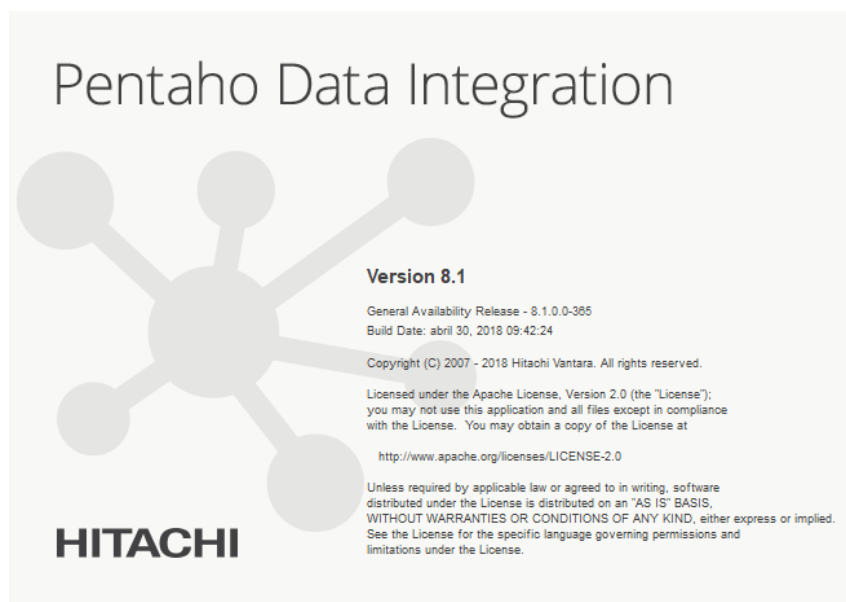 Pentaho Data Integration
Version 8.1
General Availability Release - 8.1.0.0-365
Build Date: abril 30, 2018 09:42:24
Copyright (C) 2007 - 2018 Hitachi Vantara. All rights reserved.
Licensed under the Apache License, Version 2.0 (the "License");
you may not use this application and all files except in compliance
with the License.  You may obtain a copy of the License at
http://www.apache.org/licenses/LICENSE-2.0
Unless required by applicable law or agreed to in writing, software
distributed under the License is distributed on an "AS IS" BASIS,
WITHOUT WARRANTIES OR CONDITIONS OF ANY KIND, either express or implied.
See the License for the specific language governing permissions and
limitations under the License.
HITACHI